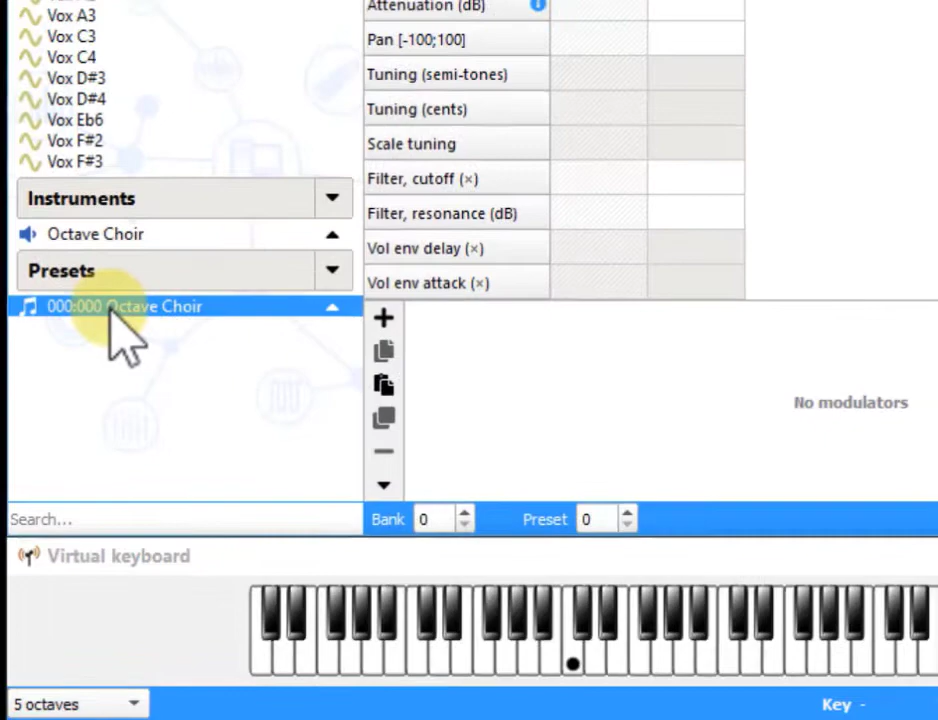 Vox A3
Vox C3
Vox C4
Vox D#3
Vox D#4
Vox Eb6
Vox F#2
Vox F#3
Instruments
Octave Choir
Presets
000:000 Octave Choir
Search...
Attenuation (dB)
Pan [-100;100]
Tuning (semi-tones)
Tuning (cents)
Scale tuning
Filter, cutoff (×)
Filter, resonance (dB)
Vol env delay (×)
Vol env attack (×)
No modulators
Bank 0 Preset 0
Virtual keyboard
5 octaves
Key -